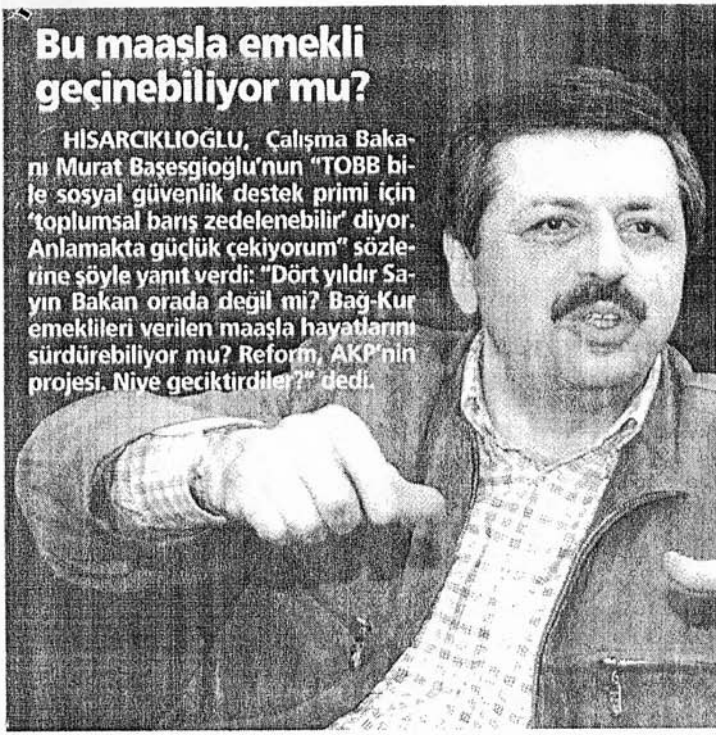 Bu maaşla emekli
geçinebiliyor mu?
HİSARCIKLIOĞLU, Çalışma Baka-
nı Murat Başesgioğlu'nun "TOBB bi-
le sosyal güvenlik destek primi için
'toplumsal barış zedelenebilir' diyor.
Anlamakta güçlük çekiyorum" sözle-
rine şöyle yanıt verdi: "Dört yıldır Sa-
yın Bakan orada değil mi? Bağ-Kur
emeklileri verilen maaşla hayatlarını
sürdürebiliyor mu? Reform, AKP'nin
projesi. Niye geciktirdiler?" dedi.